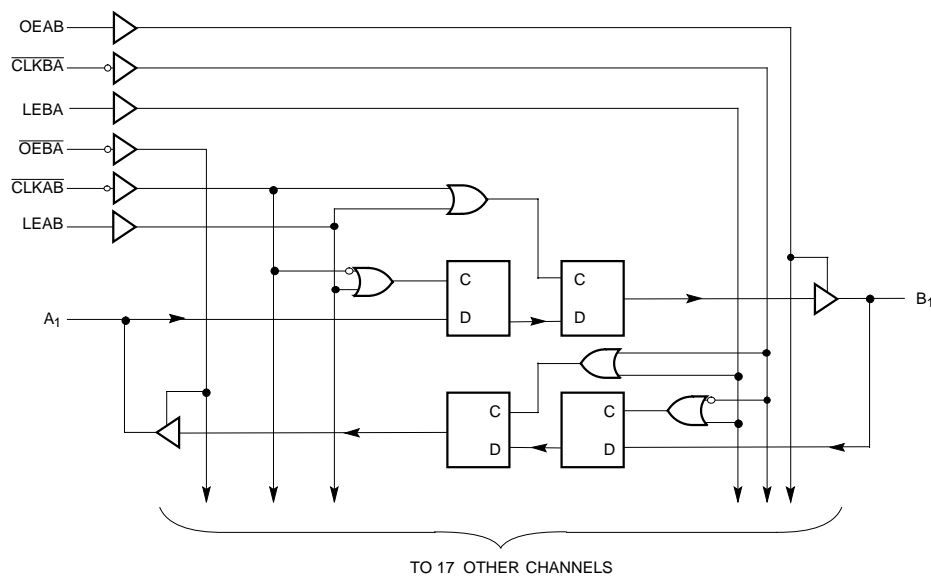 OEAB
CLKBA
LEBA
OEBA
CLKAB
LEAB
C
D
C
D
A1
B1
C
D
C
D
TO 17 OTHER CHANNELS